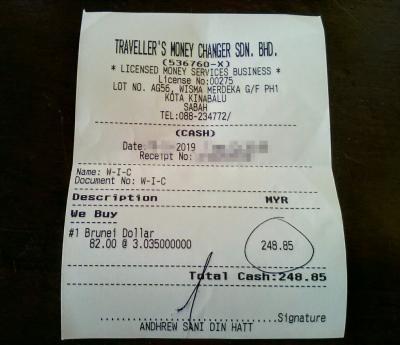 TRAVELLER'S MONEY CHANGER SDN. BHD.
(536760-X)
* LICENSED MONEY SERVICES BUSINESS *
License No:00275
LOT NO. AG56, WISMA MERDEKA G/F PH1
KOTA KINABALU
SABAH
TEL:088-234772/
(CASH)
Date: 2019
Receipt No:
Name: W-I-C
Document No: W-I-C
Description MYR
We Buy
#1 Brunei Dollar
82.00 @ 3.035000000 248.85
Total Cash:248.85
Signature
ANDHREW SANI DIN HATT